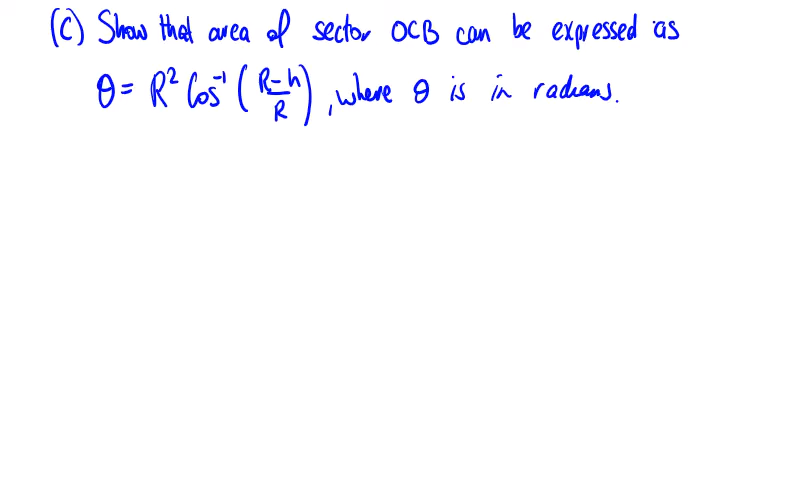 (C) Show that area of sector OCB can be expressed as
θ = R² Cos⁻¹ (R-h/R), where θ is in radians.